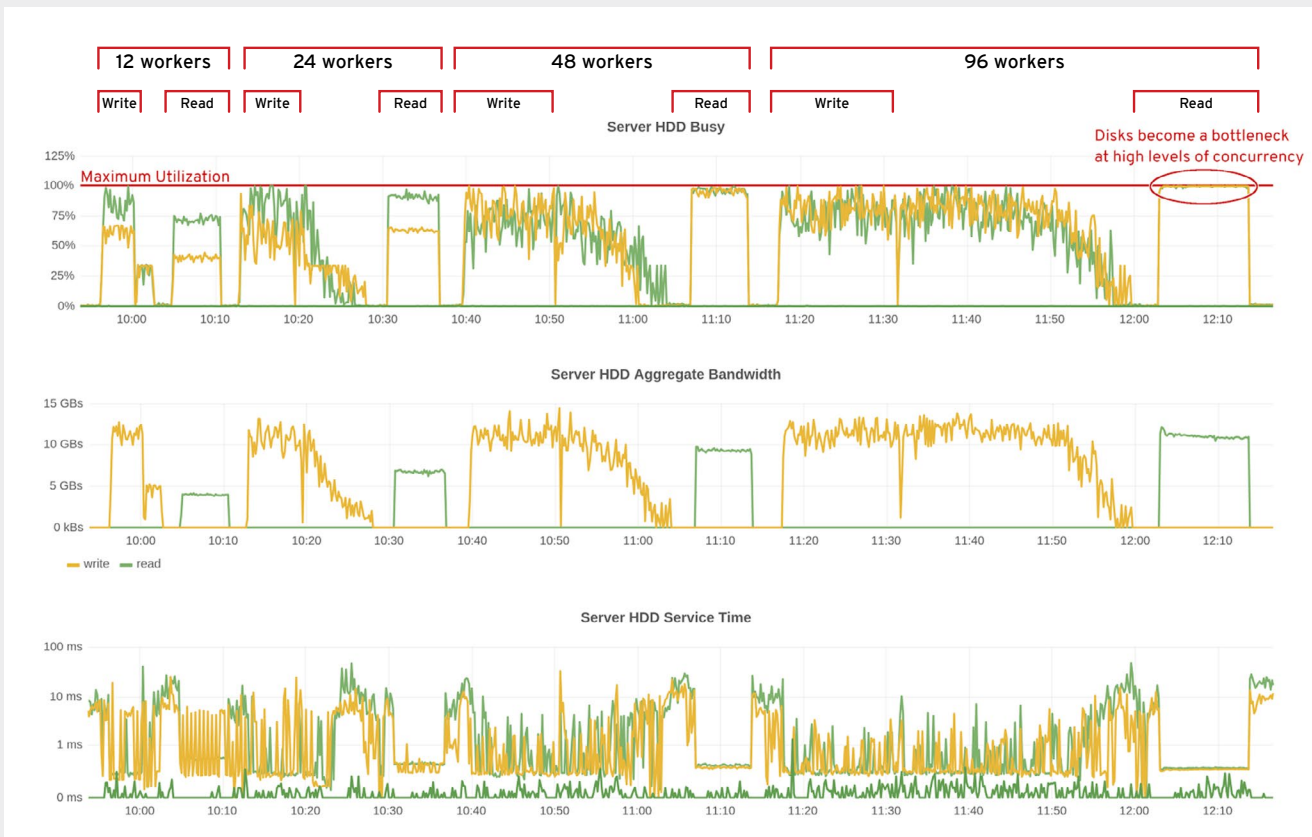 12 workers 24 workers 48 workers 96 workers
Write Read Write Read Write Read Write Read
Server HDD Busy
Disks become a bottleneck
at high levels of concurrency
125%
Maximum Utilization
100%
75%
50%
25%
0%
10:00 10:10 10:20 10:30 10:40 10:50 11:00 11:10 11:20 11:30 11:40 11:50 12:00 12:10
Server HDD Aggregate Bandwidth
15 GBs
10 GBs
5 GBs
0 kBs
10:00 10:10 10:20 10:30 10:40 10:50 11:00 11:10 11:20 11:30 11:40 11:50 12:00 12:10
write read
Server HDD Service Time
100 ms
10 ms
1 ms
0 ms
10:00 10:10 10:20 10:30 10:40 10:50 11:00 11:10 11:20 11:30 11:40 11:50 12:00 12:10